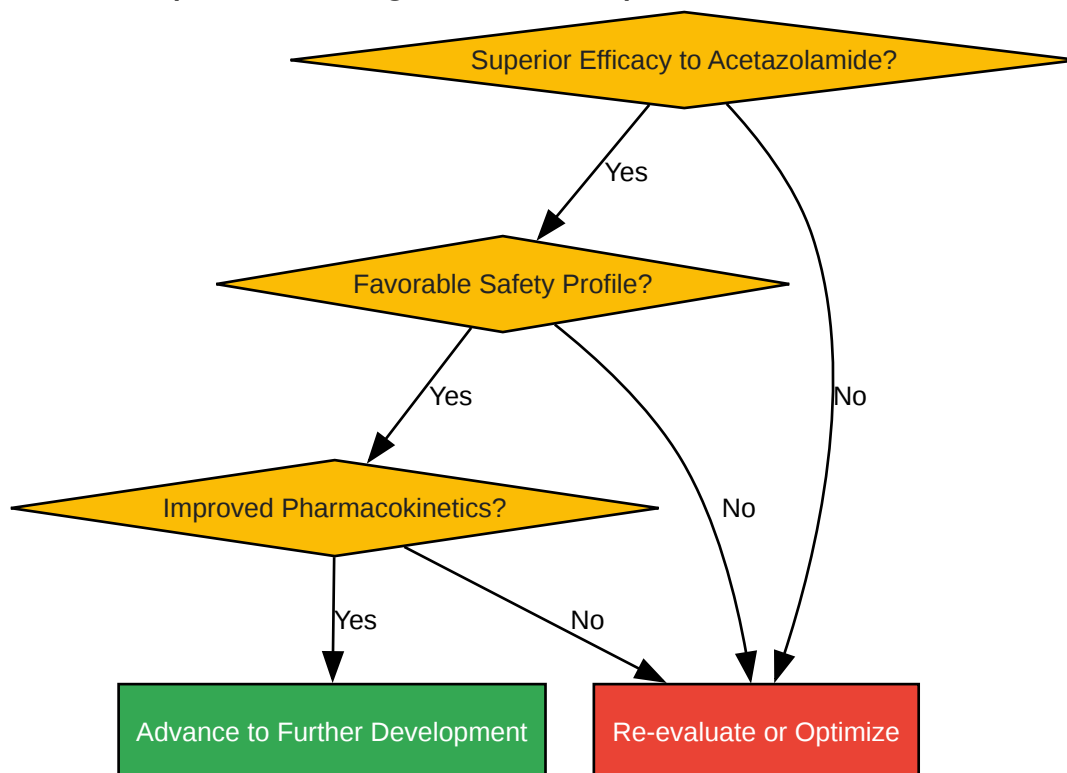 Superior Efficacy to Acetazolamide?
Yes
Favorable Safety Profile?
Yes
No
Improved Pharmacokinetics?
No
Yes
No
Advance to Further Development
Re-evaluate or Optimize